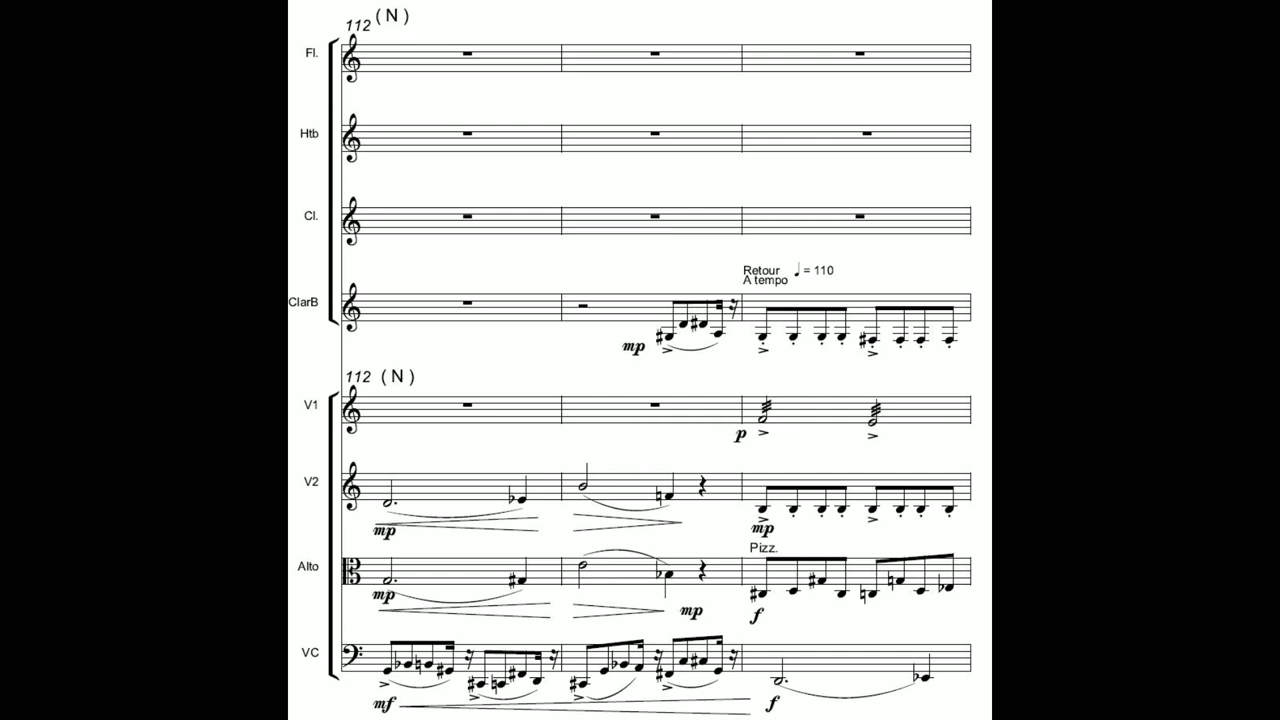 112 (N)
Fl.
Htb
Cl.
Retour ♩ = 110
A tempo
ClarB
mp
112 (N)
V1
p
V2
mp
mp
Pizz.
Alto
mp
mp
f
VC
mf
f